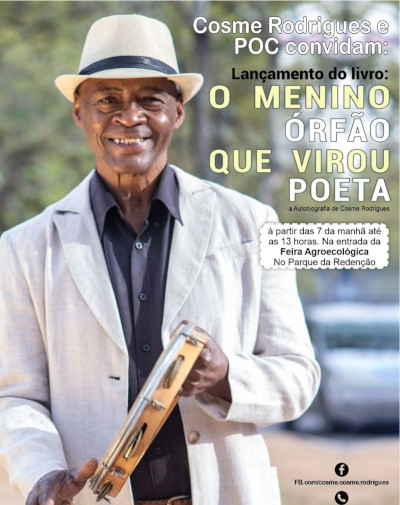 Cosme Rodrigues e
POC convidam:
Lançamento do livro:
O MENINO
ÓRFÃO
QUE VIROU
POETA
a Autobiografia de Cosme Rodrigues
à partir das 7 da manhã até
as 13 horas. Na entrada da
Feira Agroecológica
No Parque da Redenção
FB.com/cosme.cosme.rodrigues